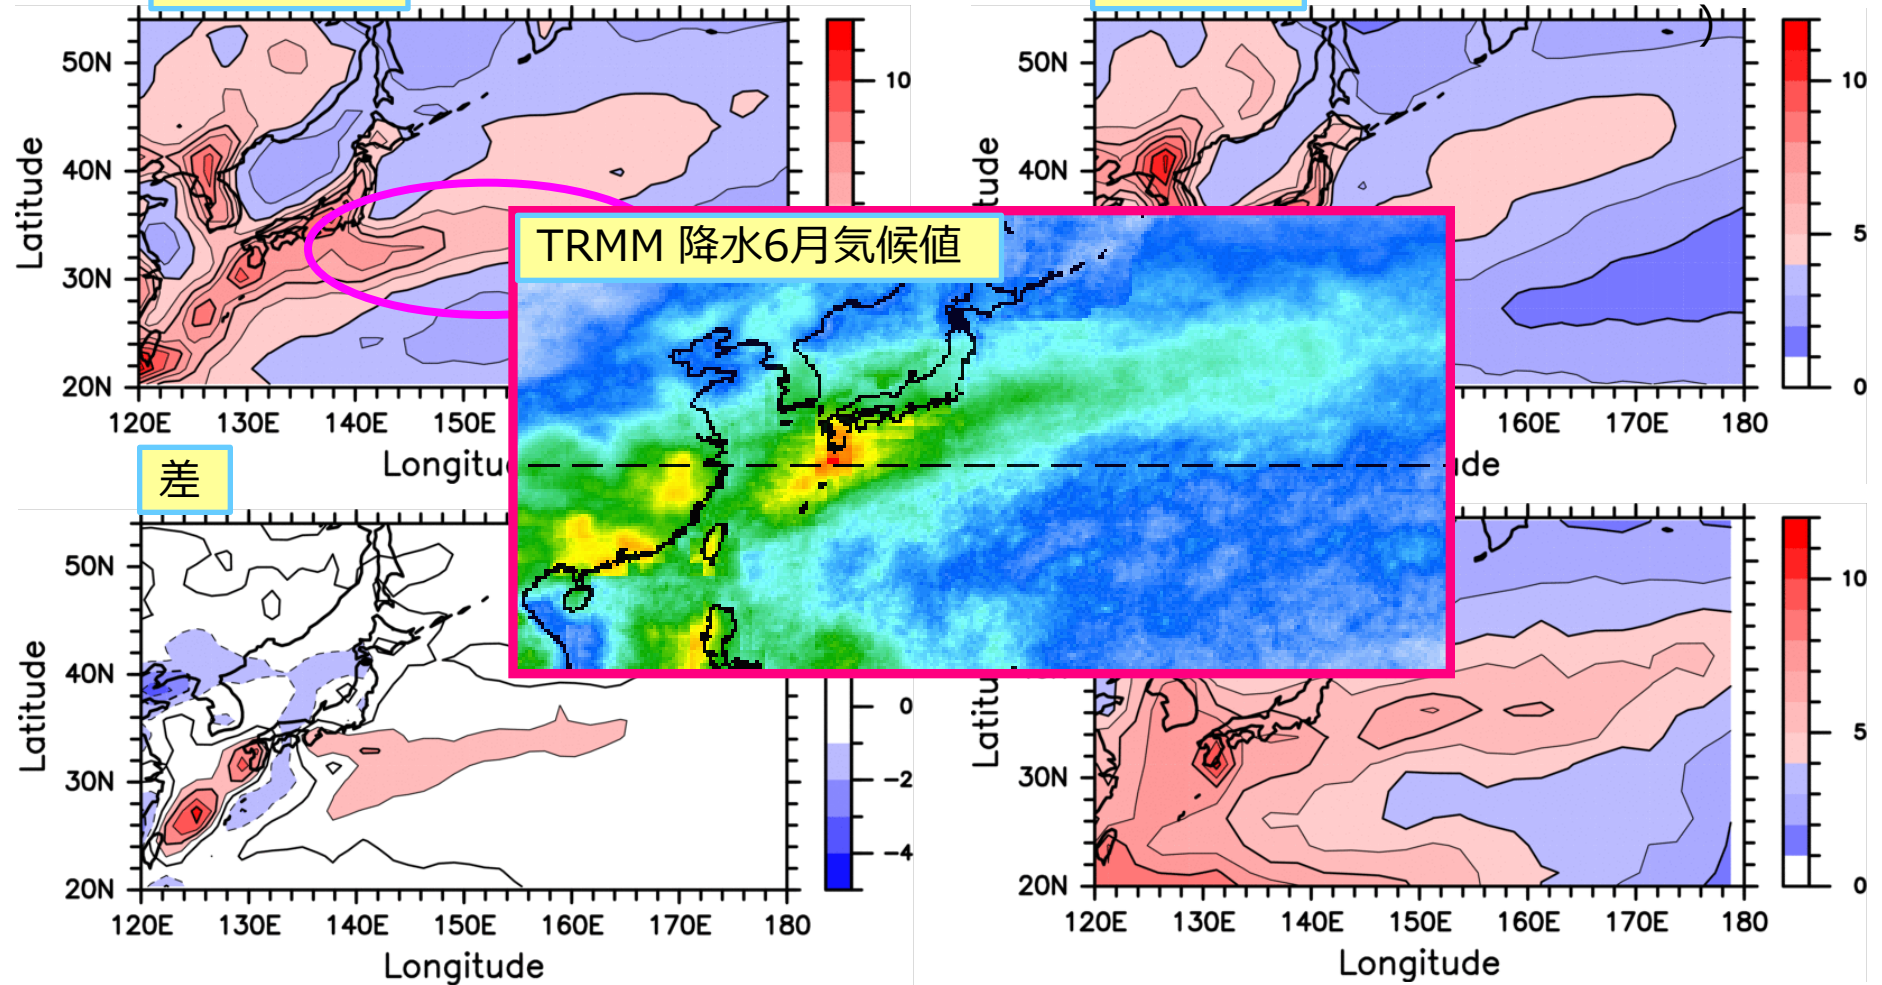 )
50N
40N
30N
20N
Latitude
120E 130E 140E 150E
Longitu
10
50N
40N
tude
160E 170E 180
de
10
5
0
TRMM 降水6月気候値
差
50N
40N
30N
20N
Latitude
120E 130E 140E 150E 160E 170E 180
Longitude
0
−2
−4
30N
20N
Latitu
120E 130E 140E 150E 160E 170E 180
Longitude
10
5
0